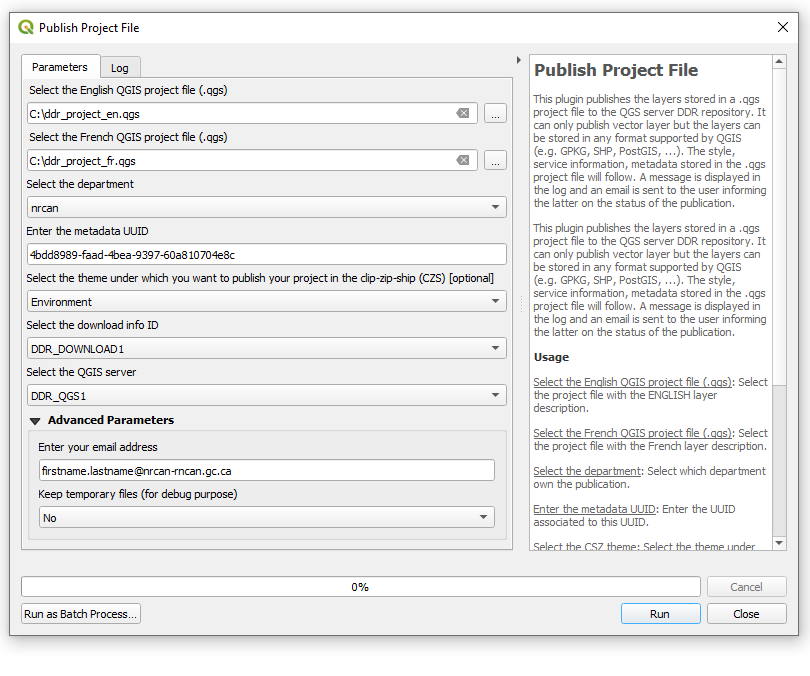 Publish Project File
Parameters
Log
Select the English QGIS project file (.qgs)
C:\ddr_project_en.qgs
...
Select the French QGIS project file (.qgs)
C:\ddr_project_fr.qgs
...
Select the department
nrcan
Enter the metadata UUID
4bdd8989-faad-4bea-9397-60a810704e8c
Select the theme under which you want to publish your project in the clip-zip-ship (CZS) [optional]
Environment
Select the download info ID
DDR_DOWNLOAD1
Select the QGIS server
DDR_QGS1
Advanced Parameters
Enter your email address
firstname.lastname@nrcan-rncan.gc.ca
Keep temporary files (for debug purpose)
No
Publish Project File
This plugin publishes the layers stored in a .qgs
project file to the QGS server DDR repository. It
can only publish vector layer but the layers can
be stored in any format supported by QGIS
(e.g. GPKG, SHP, PostGIS, ...). The style,
service information, metadata stored in the .qgs
project file will follow. A message is displayed in
the log and an email is sent to the user informing
the latter on the status of the publication.
This plugin publishes the layers stored in a .qgs
project file to the QGS server DDR repository. It
can only publish vector layer but the layers can
be stored in any format supported by QGIS
(e.g. GPKG, SHP, PostGIS, ...). The style,
service information, metadata stored in the .qgs
project file will follow. A message is displayed in
the log and an email is sent to the user informing
the latter on the status of the publication.
Usage
Select the English QGIS project file (.qgs): Select
the project file with the ENGLISH layer
description.
Select the French QGIS project file (.qgs): Select
the project file with the French layer description.
Select the department: Select which department
own the publication.
Enter the metadata UUID: Enter the UUID
associated to this UUID.
Select the CSZ theme: Select the theme under
0%
Cancel
Run as Batch Process...
Run
Close